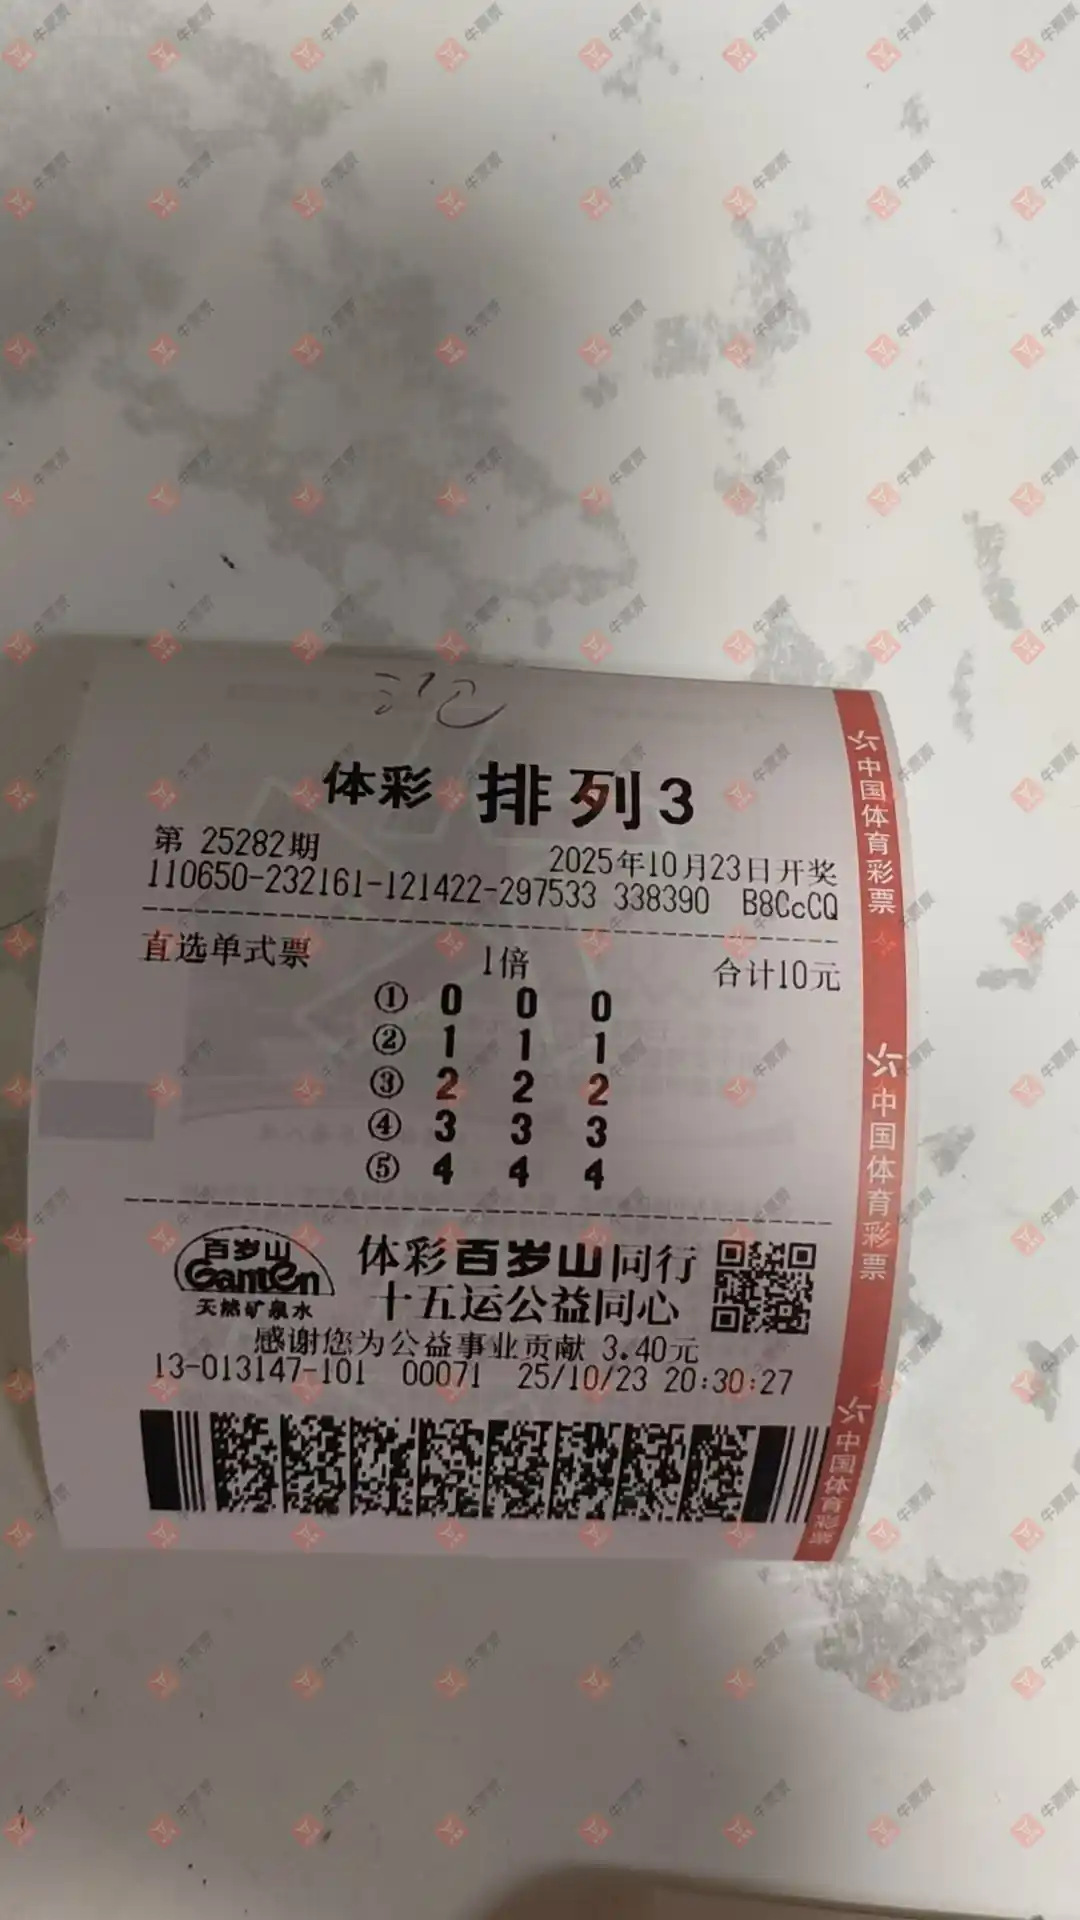 体彩 排列3
第 25282期 2025年10月23日开奖
110650-232161-121422-297533 338390 B8CcCQ
直选单式票 1倍 合计10元
① 0 0 0
② 1 1 1
③ 2 2 2
④ 3 3 3
⑤ 4 4 4
百岁山
Ganten
天然矿泉水
体彩百岁山同行
十五运公益同心
感谢您为公益事业贡献 3.40元
13-013147-101 00071 25/10/23 20:30:27
中国体育彩票
中国体育彩票
中国体育彩票
牛票票